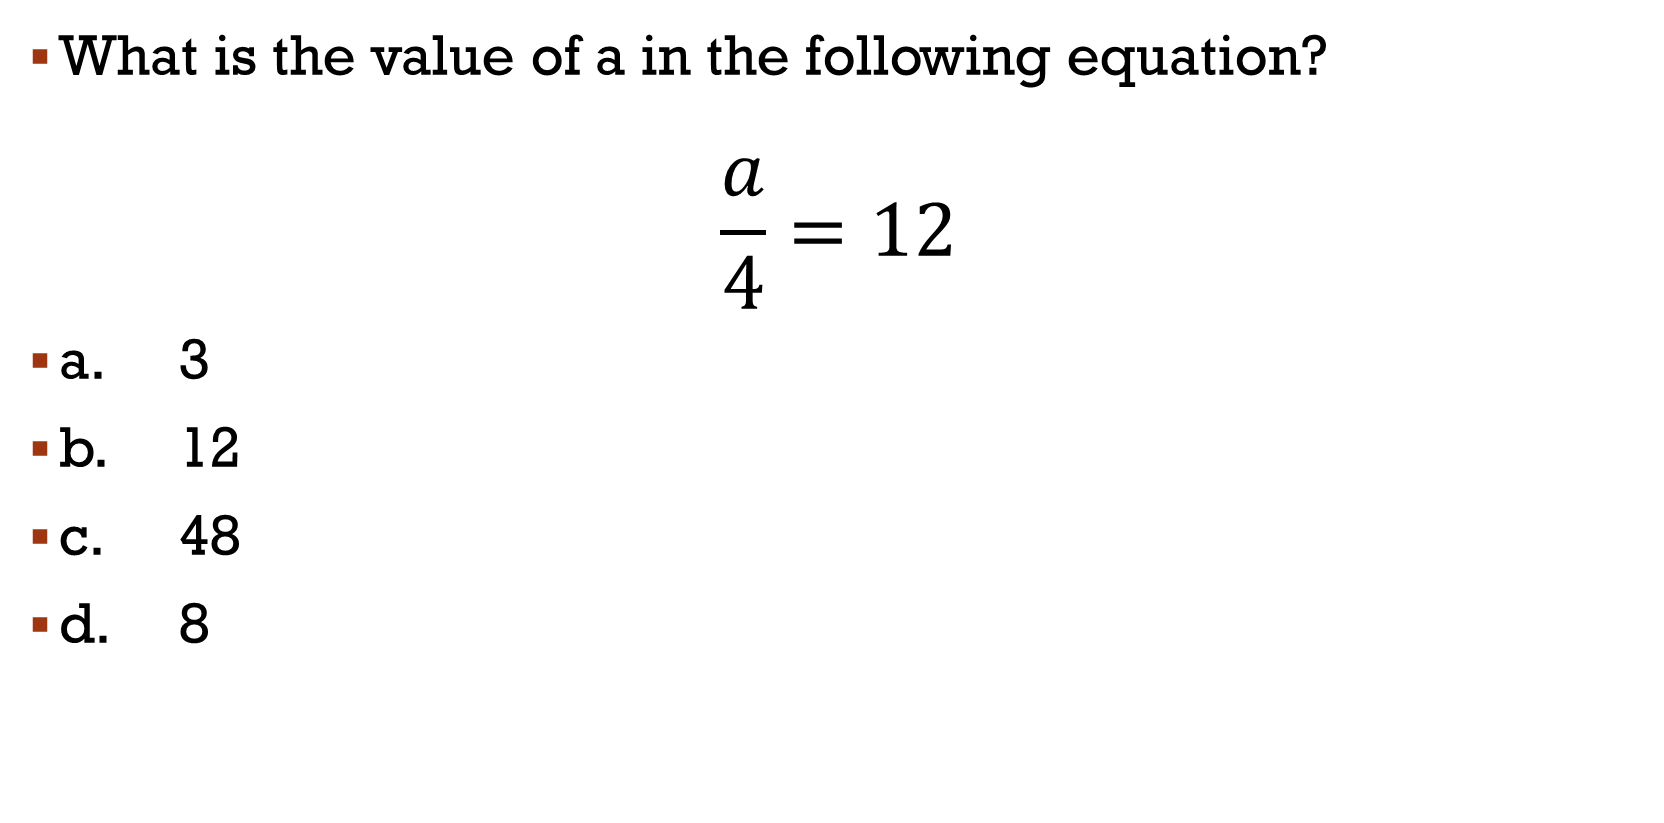 What is the value of a in the following equation?
a/4 = 12
a. 3
b. 12
c. 48
d. 8